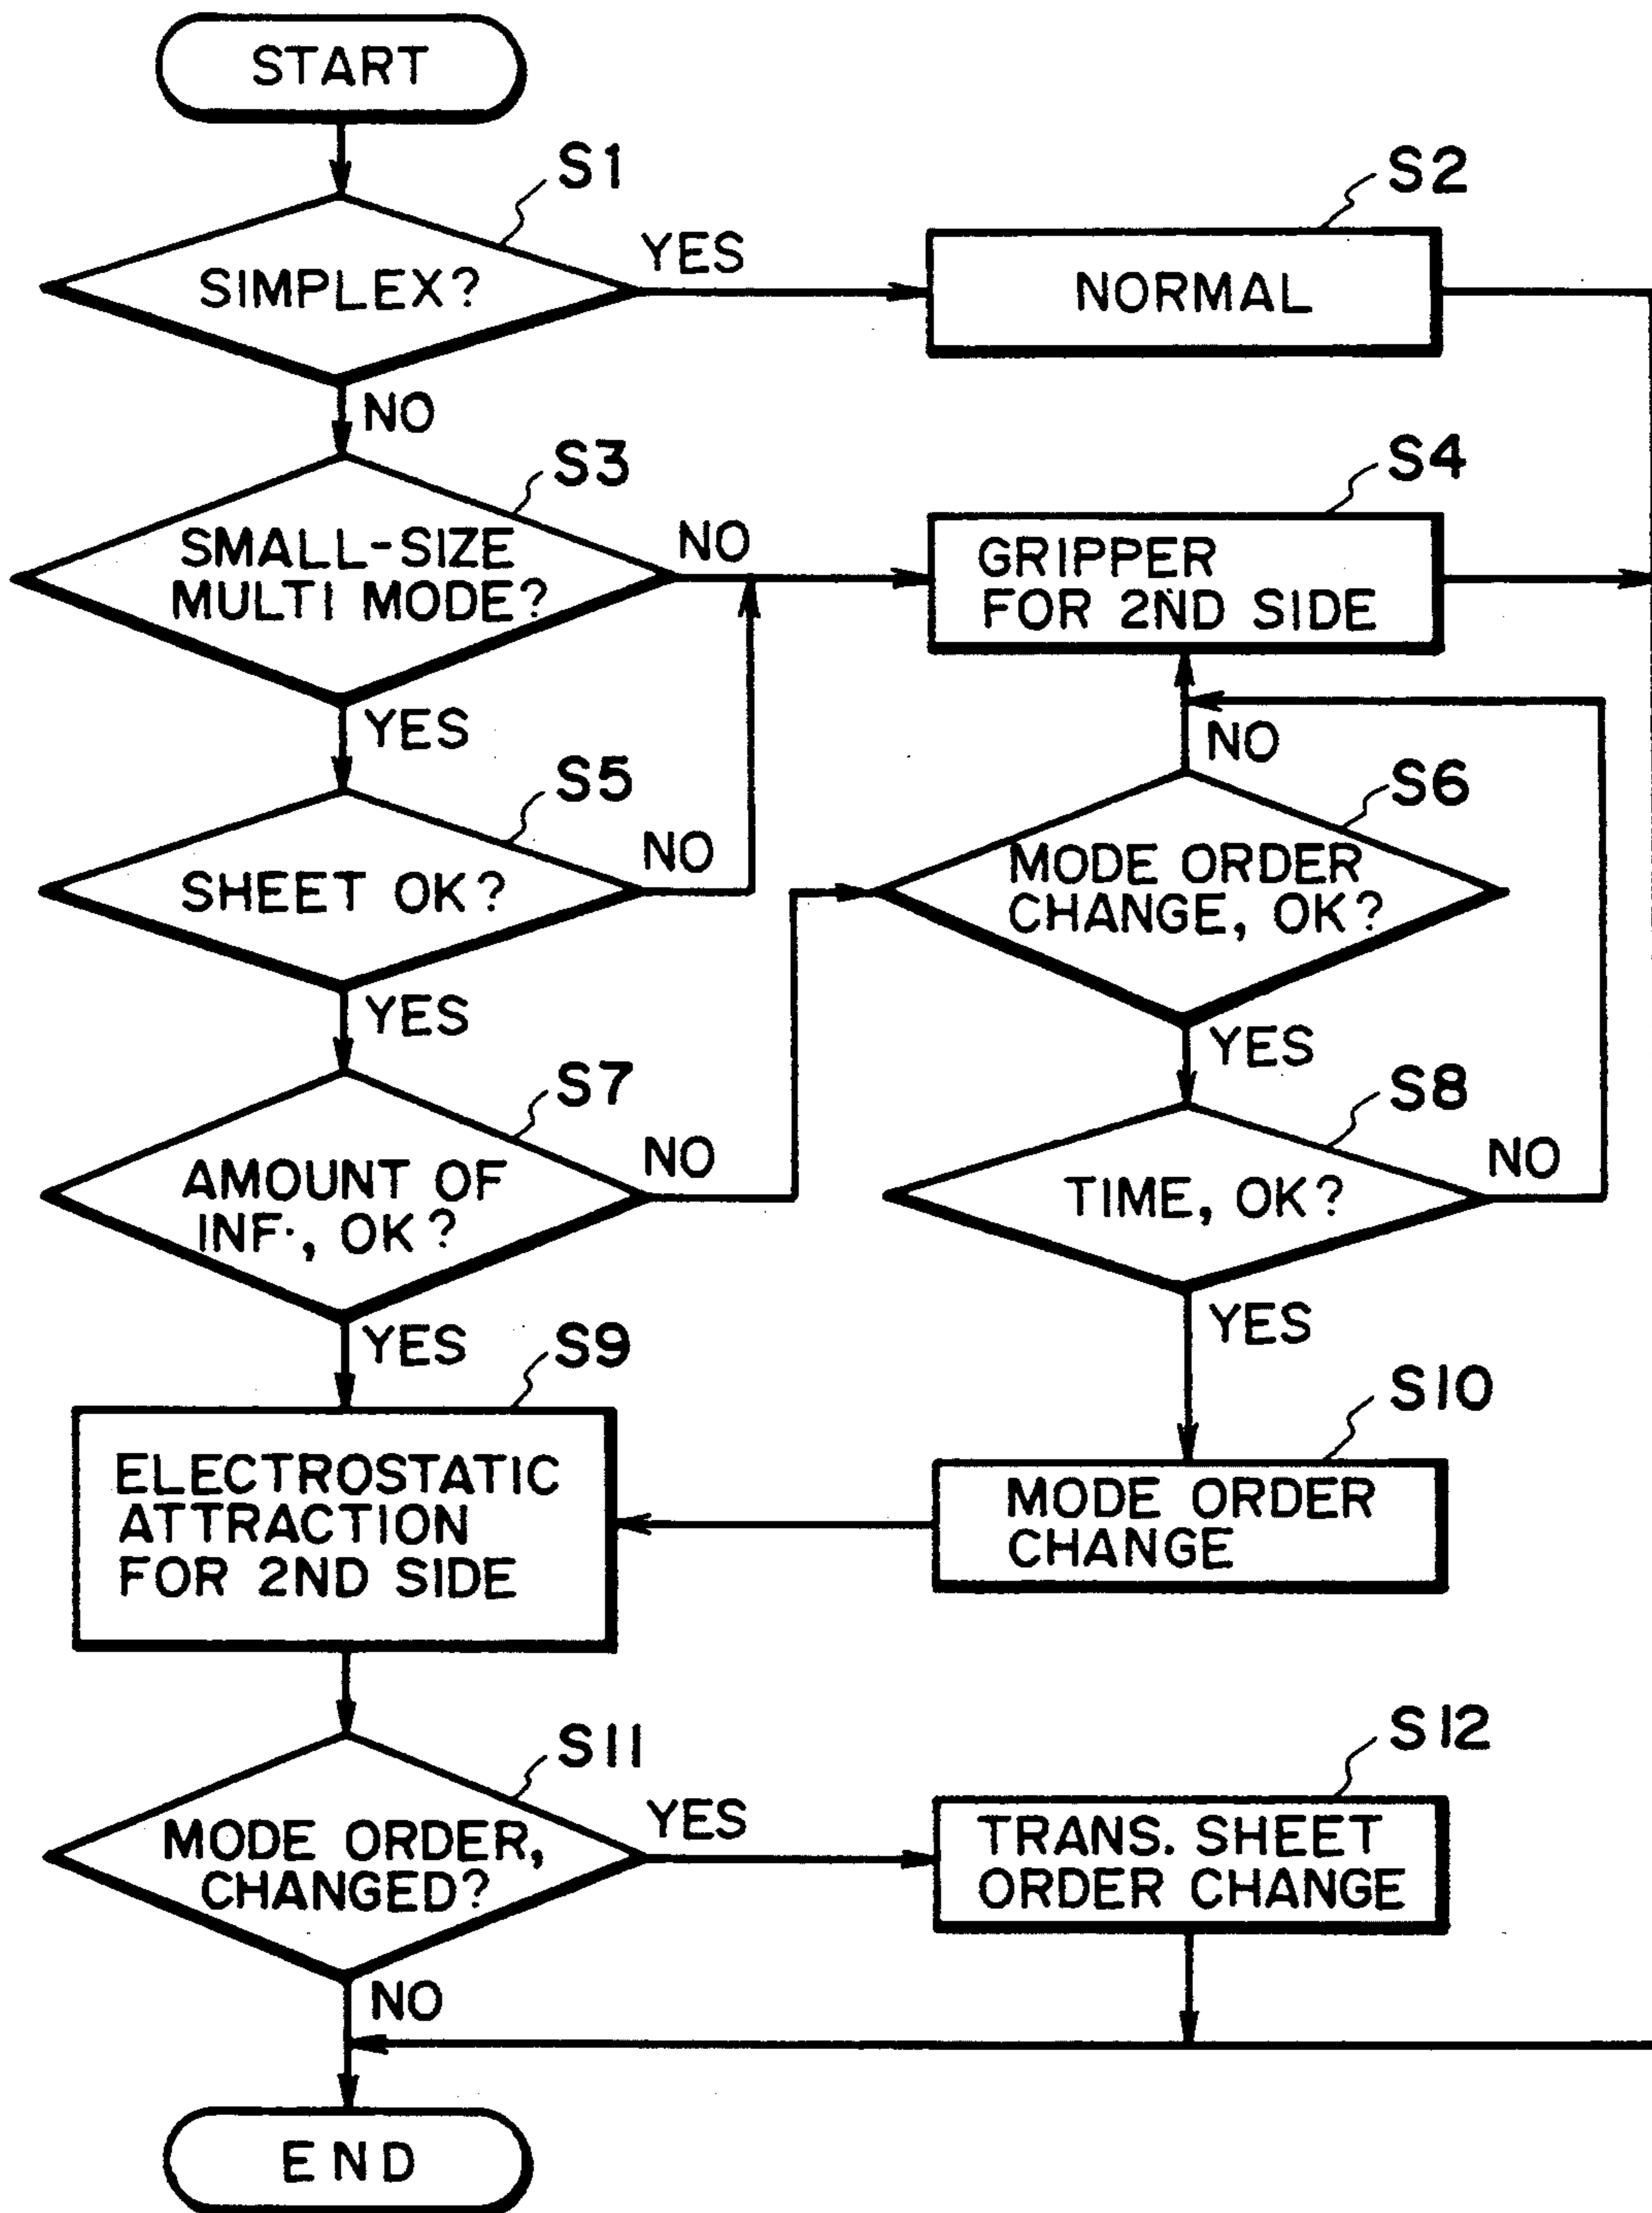 START
S1
SIMPLEX?
YES
S2
NORMAL
NO
S3
SMALL-SIZE
MULTI MODE?
NO
S4
GRIPPER
FOR 2ND SIDE
YES
S5
SHEET OK?
NO
NO
S6
MODE ORDER
CHANGE, OK?
YES
YES
S7
AMOUNT OF
INF., OK?
NO
S8
TIME, OK?
NO
YES
YES
S9
ELECTROSTATIC
ATTRACTION
FOR 2ND SIDE
S10
MODE ORDER
CHANGE
S11
MODE ORDER,
CHANGED?
YES
S12
TRANS. SHEET
ORDER CHANGE
NO
END